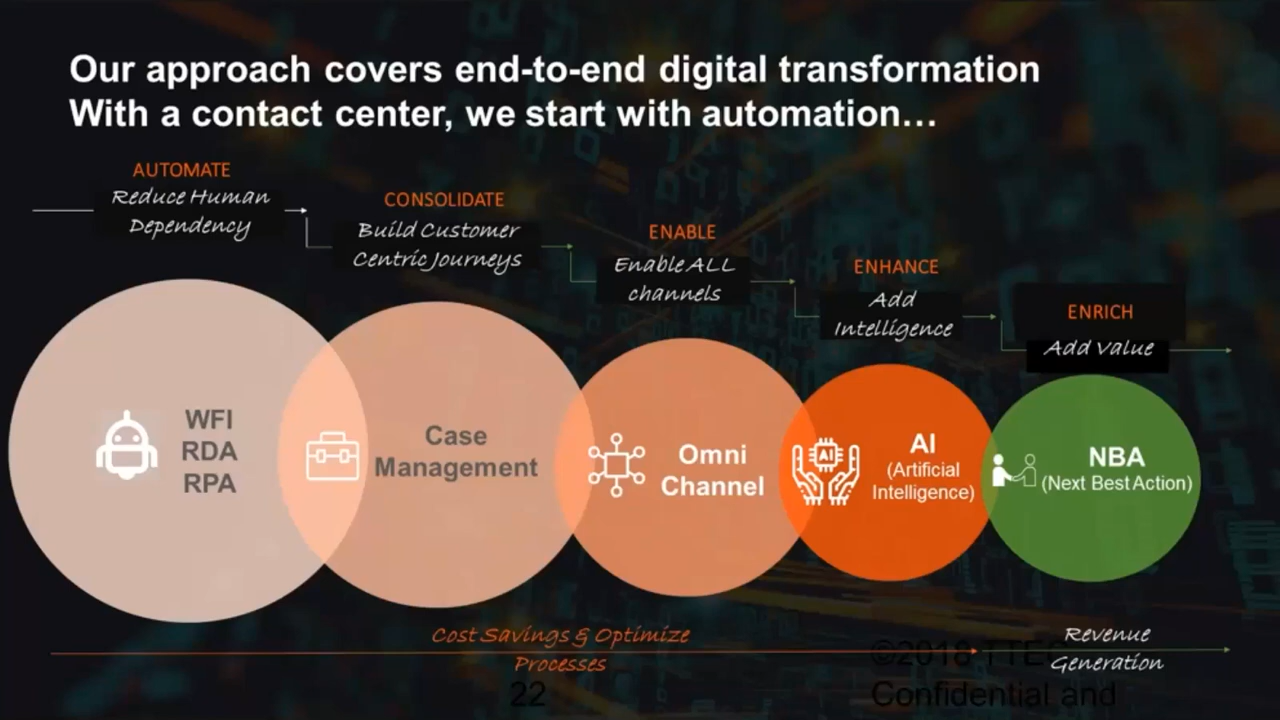 Our approach covers end-to-end digital transformation
With a contact center, we start with automation…
AUTOMATE
Reduce Human
Dependency
CONSOLIDATE
Build Customer
Centric Journeys
ENABLE
Enable ALL
channels
ENHANCE
Add
Intelligence
ENRICH
Add Value
WFI
RDA
RPA
Case
Management
Omni
Channel
AI
AI
(Artificial
Intelligence)
NBA
(Next Best Action)
Cost Savings & Optimize
Processes
Revenue
Generation
©2018 TTEC
22
Confidential and